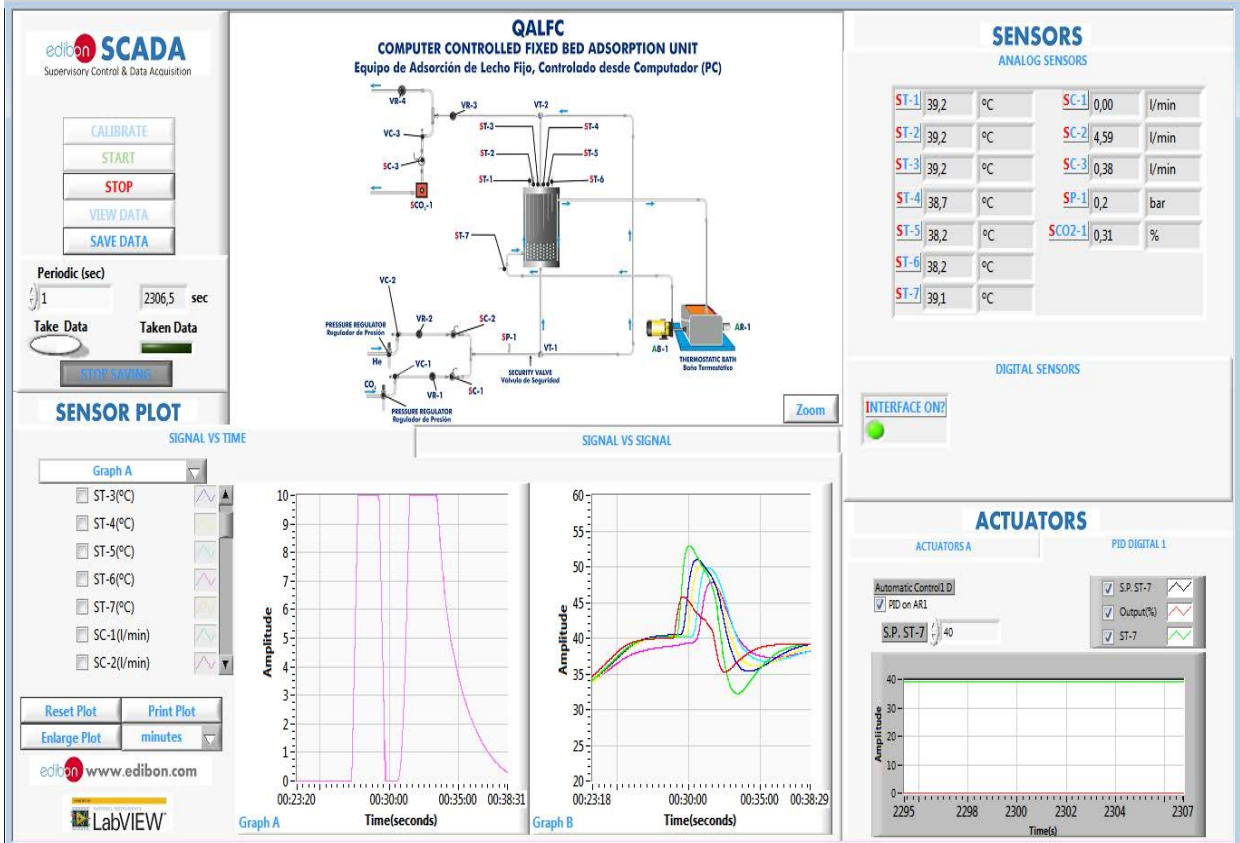 edibon SCADA
Supervisory Control & Data Acquisition
CALIBRATE
START
STOP
VIEW DATA
SAVE DATA
Periodic (sec)
1
2306,5 sec
Take Data
Taken Data
STOP SAVING
QALFC
COMPUTER CONTROLLED FIXED BED ADSORPTION UNIT
Equipo de Adsorción de Lecho Fijo, Controlado desde Computador (PC)
VR-4
VR-3
VT-2
VC-3
ST-3
ST-4
SC-3
ST-2
ST-5
ST-1
ST-6
SCO₂-1
ST-7
VC-2
PRESSURE REGULATOR
Regulador de Presión
VR-2
SC-2
SP-1
AB-1
AR-1
He
VT-1
THERMOSTATIC BATH
Baño Termostático
VC-1
SECURITY VALVE
Válvula de Seguridad
CO₂
VR-1
SC-1
PRESSURE REGULATOR
Regulador de Presión
Zoom
SENSORS
ANALOG SENSORS
ST-1 39,2 ºC SC-1 0,00 l/min
ST-2 39,2 ºC SC-2 4,59 l/min
ST-3 39,2 ºC SC-3 0,38 l/min
ST-4 38,7 ºC SP-1 0,2 bar
ST-5 38,2 ºC SCO2-1 0,31 %
ST-6 38,2 ºC
ST-7 39,1 ºC
DIGITAL SENSORS
INTERFACE ON?
SENSOR PLOT
SIGNAL VS TIME
SIGNAL VS SIGNAL
Graph A
ST-3(ºC)
ST-4(ºC)
ST-5(ºC)
ST-6(ºC)
ST-7(ºC)
SC-1(l/min)
SC-2(l/min)
Reset Plot
Print Plot
Enlarge Plot
minutes
edibon www.edibon.com
LabVIEW
Amplitude
10
9
8
7
6
5
4
3
2
1
0
00:23:20 00:30:00 00:35:00 00:38:31
Graph A
Time(seconds)
Amplitude
60
55
50
45
40
35
30
25
20
00:23:18 00:30:00 00:35:00 00:38:29
Graph B
Time(seconds)
ACTUATORS
ACTUATORS A
PID DIGITAL 1
Automatic Control1 D
PID on AR1
S.P. ST-7 40
S.P. ST-7
Output(%)
ST-7
Amplitude
40
30
20
10
0
2295 2298 2300 2302 2304 2307
Time(s)